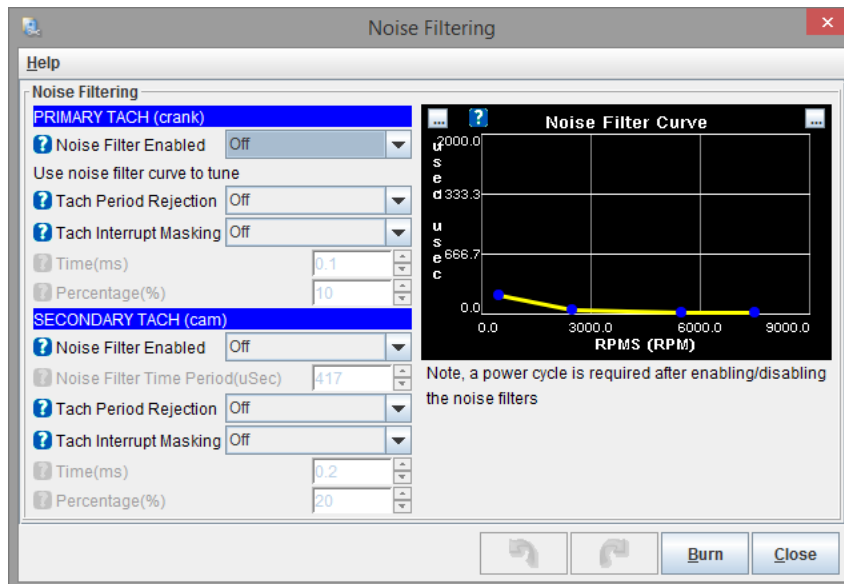 Noise Filtering
Help
Noise Filtering
PRIMARY TACH (crank)
Noise Filter Enabled Off
Use noise filter curve to tune
Tach Period Rejection Off
Tach Interrupt Masking Off
Time(ms) 0.1
Percentage(%) 10
SECONDARY TACH (cam)
Noise Filter Enabled Off
Noise Filter Time Period(uSec) 417
Tach Period Rejection Off
Tach Interrupt Masking Off
Time(ms) 0.2
Percentage(%) 20
... ? Noise Filter Curve ...
used usec
2000.0
1333.3
666.7
0.0
0.0 3000.0 6000.0 9000.0
RPMS (RPM)
Note, a power cycle is required after enabling/disabling
the noise filters
Burn Close